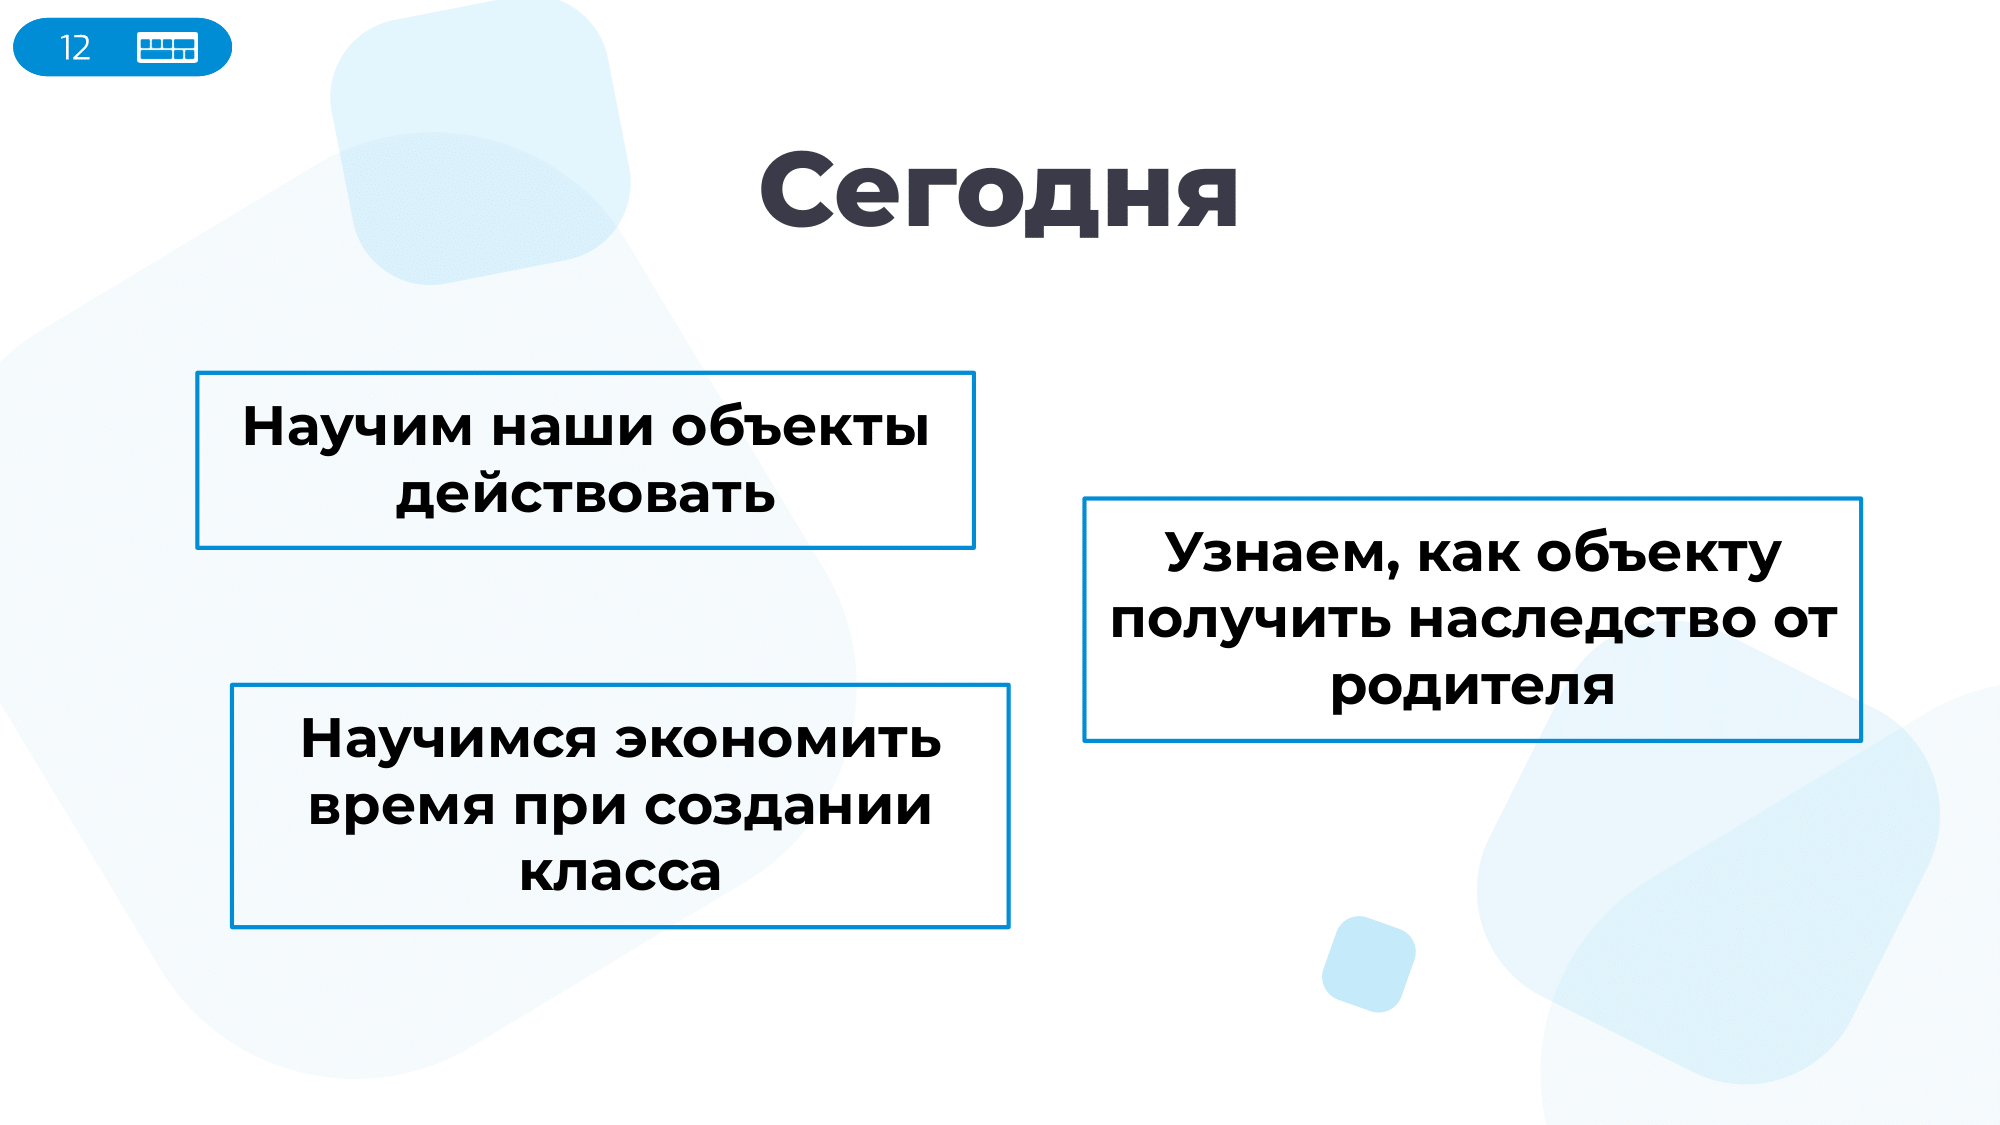 12
Сегодня
Научим наши объекты
действовать
Узнаем, как объекту
получить наследство от
родителя
Научимся экономить
время при создании
класса